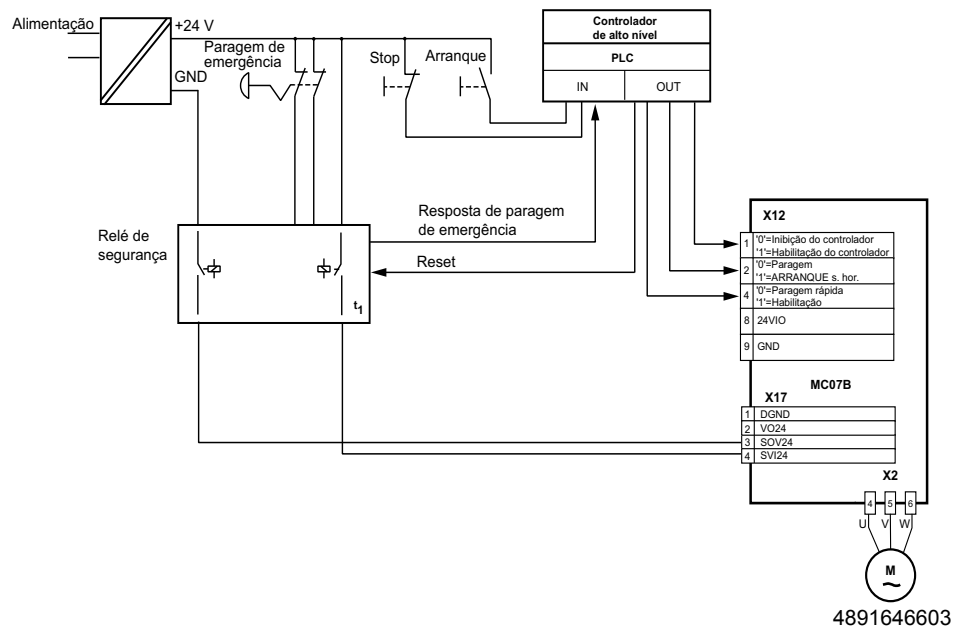 Alimentação
+24 V
GND
Paragem de
emergência
Stop
Arranque
Controlador
de alto nível
PLC
IN
OUT
Relé de
segurança
t1
Resposta de paragem
de emergência
Reset
X12
1
'0'=Inibição do controlador
'1'=Habilitação do controlador
2
'0'=Paragem
'1'=ARRANQUE s. hor.
4
'0'=Paragem rápida
'1'=Habilitação
8 24VIO
9 GND
MC07B
X17
1 DGND
2 VO24
3 SOV24
4 SVI24
X2
4 5 6
U V W
M
4891646603